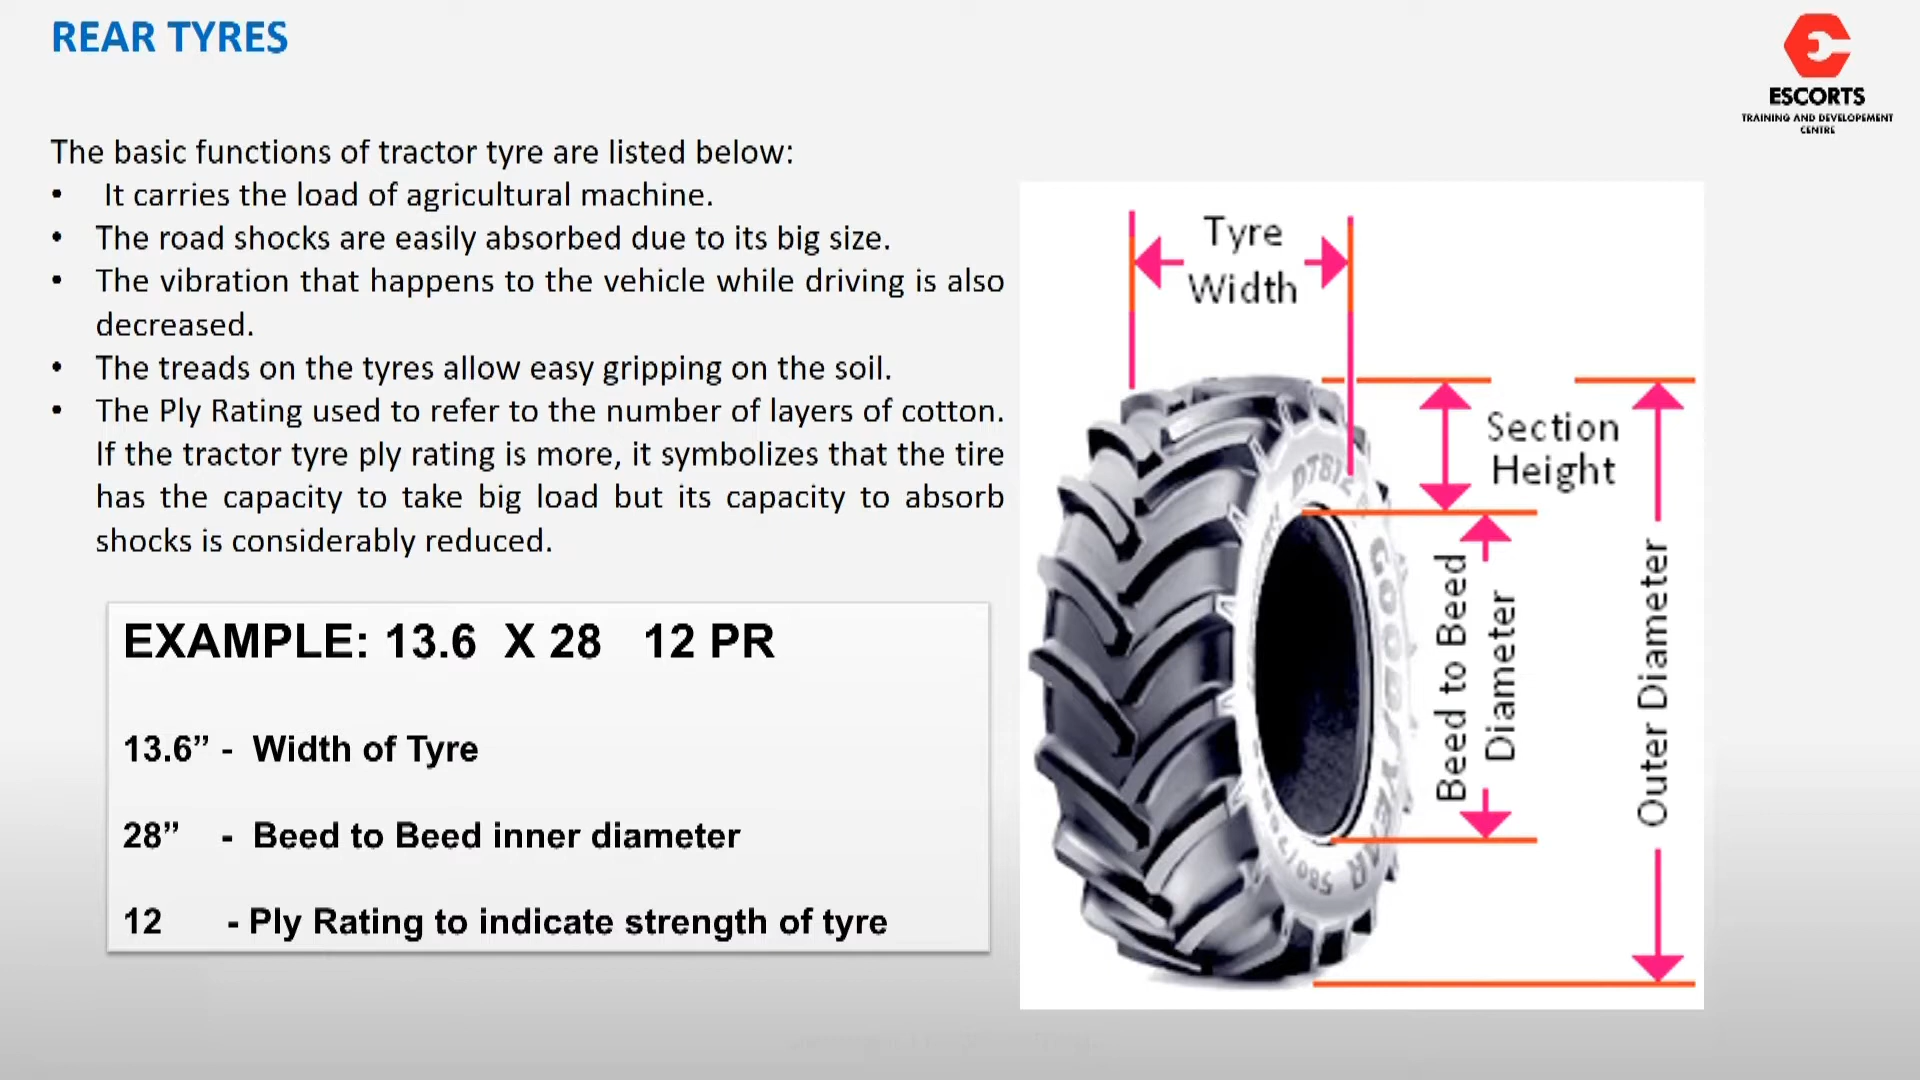 REAR TYRES
ESCORTS
TRAINING AND DEVELOPEMENT
CENTRE
The basic functions of tractor tyre are listed below:
• It carries the load of agricultural machine.
• The road shocks are easily absorbed due to its big size.
• The vibration that happens to the vehicle while driving is also
decreased.
• The treads on the tyres allow easy gripping on the soil.
• The Ply Rating used to refer to the number of layers of cotton.
If the tractor tyre ply rating is more, it symbolizes that the tire
has the capacity to take big load but its capacity to absorb
shocks is considerably reduced.
EXAMPLE: 13.6 X 28 12 PR
13.6” - Width of Tyre
28” - Beed to Beed inner diameter
12 - Ply Rating to indicate strength of tyre
Tyre
Width
Section
Height
Beed to Beed
Diameter
Outer Diameter
DT812
GOODYEAR
580/70